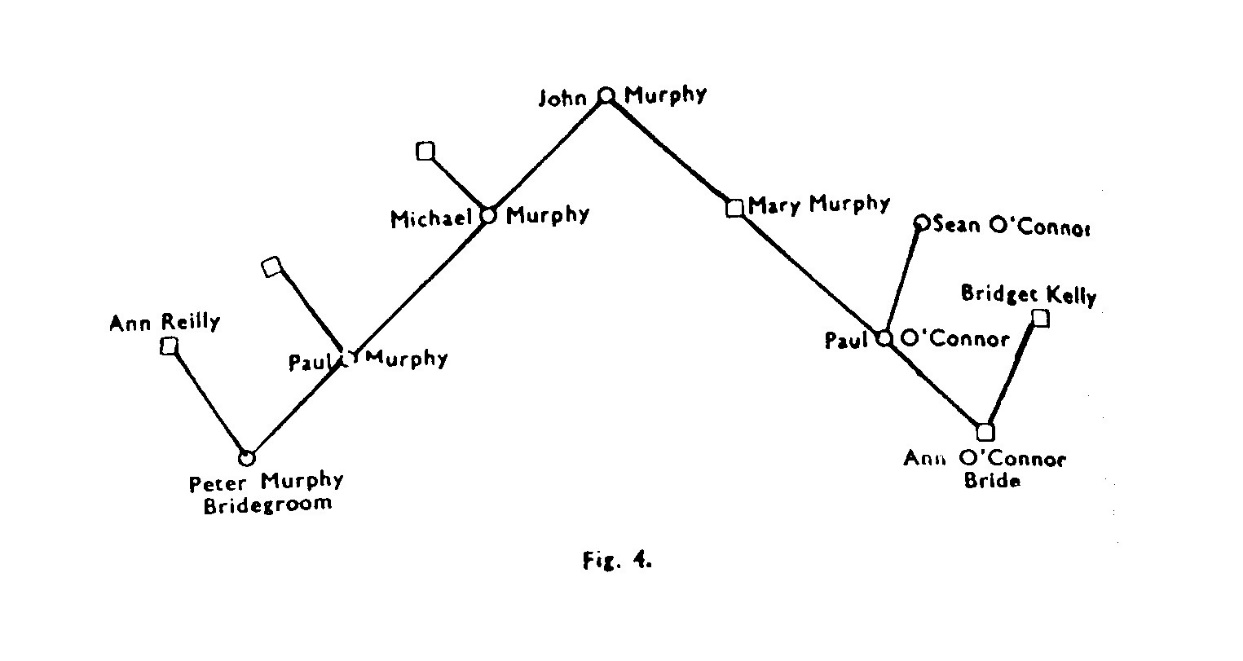 John Murphy
Michael Murphy
Mary Murphy
Sean O'Connor
Bridget Kelly
Ann Reilly
Paul O'Connor
Paul Murphy
Ann O'Connor
Bride
Peter Murphy
Bridegroom
Fig. 4.